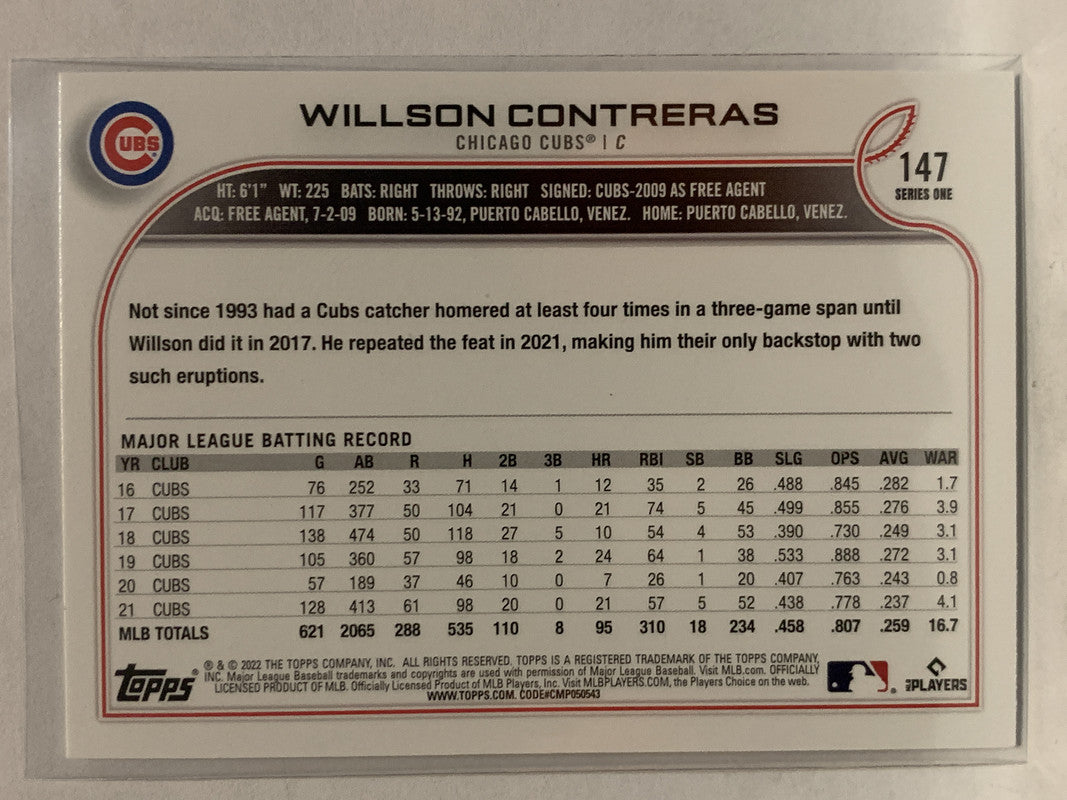 CUBS
WILLSON CONTRERAS
CHICAGO CUBS® | C
147
SERIES ONE
HT: 6'1" WT: 225 BATS: RIGHT THROWS: RIGHT SIGNED: CUBS-2009 AS FREE AGENT
ACQ: FREE AGENT, 7-2-09 BORN: 5-13-92, PUERTO CABELLO, VENEZ. HOME: PUERTO CABELLO, VENEZ.
Not since 1993 had a Cubs catcher homered at least four times in a three-game span until
Willson did it in 2017. He repeated the feat in 2021, making him their only backstop with two
such eruptions.
MAJOR LEAGUE BATTING RECORD
YR CLUB G AB R H 2B 3B HR RBI SB BB SLG OPS AVG WAR
16 CUBS 76 252 33 71 14 1 12 35 2 26 .488 .845 .282 1.7
17 CUBS 117 377 50 104 21 0 21 74 5 45 .499 .855 .276 3.9
18 CUBS 138 474 50 118 27 5 10 54 4 53 .390 .730 .249 3.1
19 CUBS 105 360 57 98 18 2 24 64 1 38 .533 .888 .272 3.1
20 CUBS 57 189 37 46 10 0 7 26 1 20 .407 .763 .243 0.8
21 CUBS 128 413 61 98 20 0 21 57 5 52 .438 .778 .237 4.1
MLB TOTALS 621 2065 288 535 110 8 95 310 18 234 .458 .807 .259 16.7
Topps®
® & © 2022 THE TOPPS COMPANY, INC. ALL RIGHTS RESERVED. TOPPS IS A REGISTERED TRADEMARK OF THE TOPPS COMPANY,
INC. Major League Baseball trademarks and copyrights are used with permission of Major League Baseball. Visit MLB.com. OFFICIALLY
LICENSED PRODUCT OF MLB. Officially Licensed Product of MLB Players, Inc. Visit MLBPLAYERS.COM, the Players Choice on the web.
WWW.TOPPS.COM. CODE#CMP050543
MLB PLAYERS